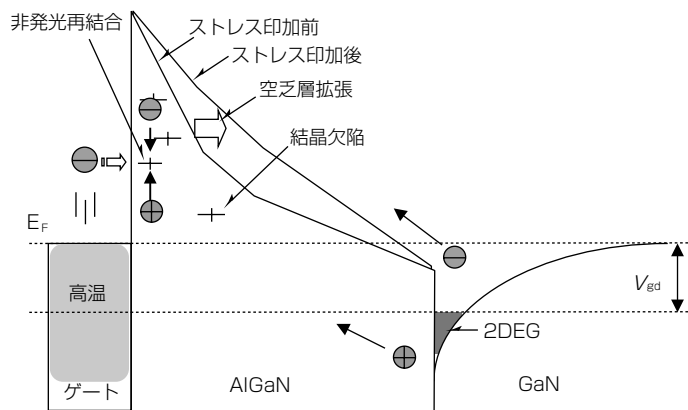 非発光再結合
ストレス印加前
ストレス印加後
空乏層拡張
結晶欠陥
EF
高温
Vgd
2DEG
ゲート
AlGaN
GaN